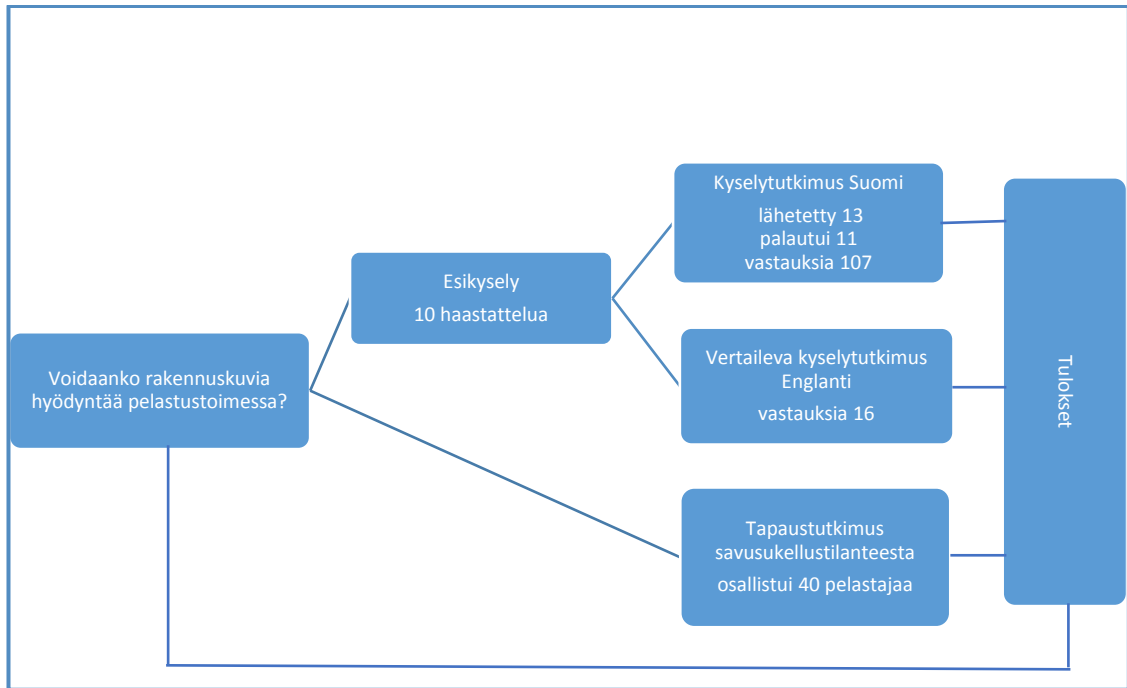 Voidaanko rakennuskuvia
hyödyntää pelastustoimessa?
Esikysely
10 haastattelua
Kyselytutkimus Suomi
lähetetty 13
palautui 11
vastauksia 107
Vertaileva kyselytutkimus
Englanti
vastauksia 16
Tapaustutkimus
savusukellustilanteesta
osallistui 40 pelastajaa
Tulokset